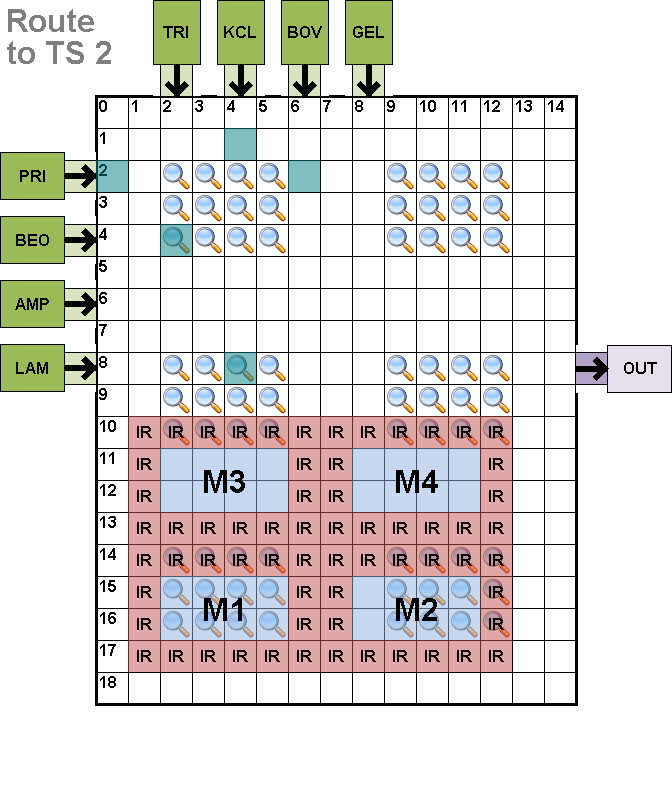 Route
to TS 2
TRI KCL BOV GEL
0 1 2 3 4 5 6 7 8 9 10 11 12 13 14
1
PRI 2
3
BEO 4
5
AMP 6
7
LAM 8 OUT
9
10 IR IR IR IR IR IR IR IR IR IR IR IR
11 IR M3 IR IR M4 IR
12 IR IR IR IR
13 IR IR IR IR IR IR IR IR IR IR IR IR
14 IR IR IR IR IR IR IR IR IR IR IR IR
15 IR M1 IR IR M2 IR
16 IR IR IR IR
17 IR IR IR IR IR IR IR IR IR IR IR IR
18